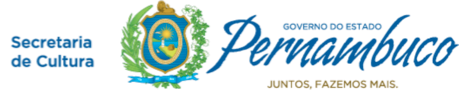 Secretaria
de Cultura
GOVERNO DO ESTADO
Pernambuco
JUNTOS, FAZEMOS MAIS.